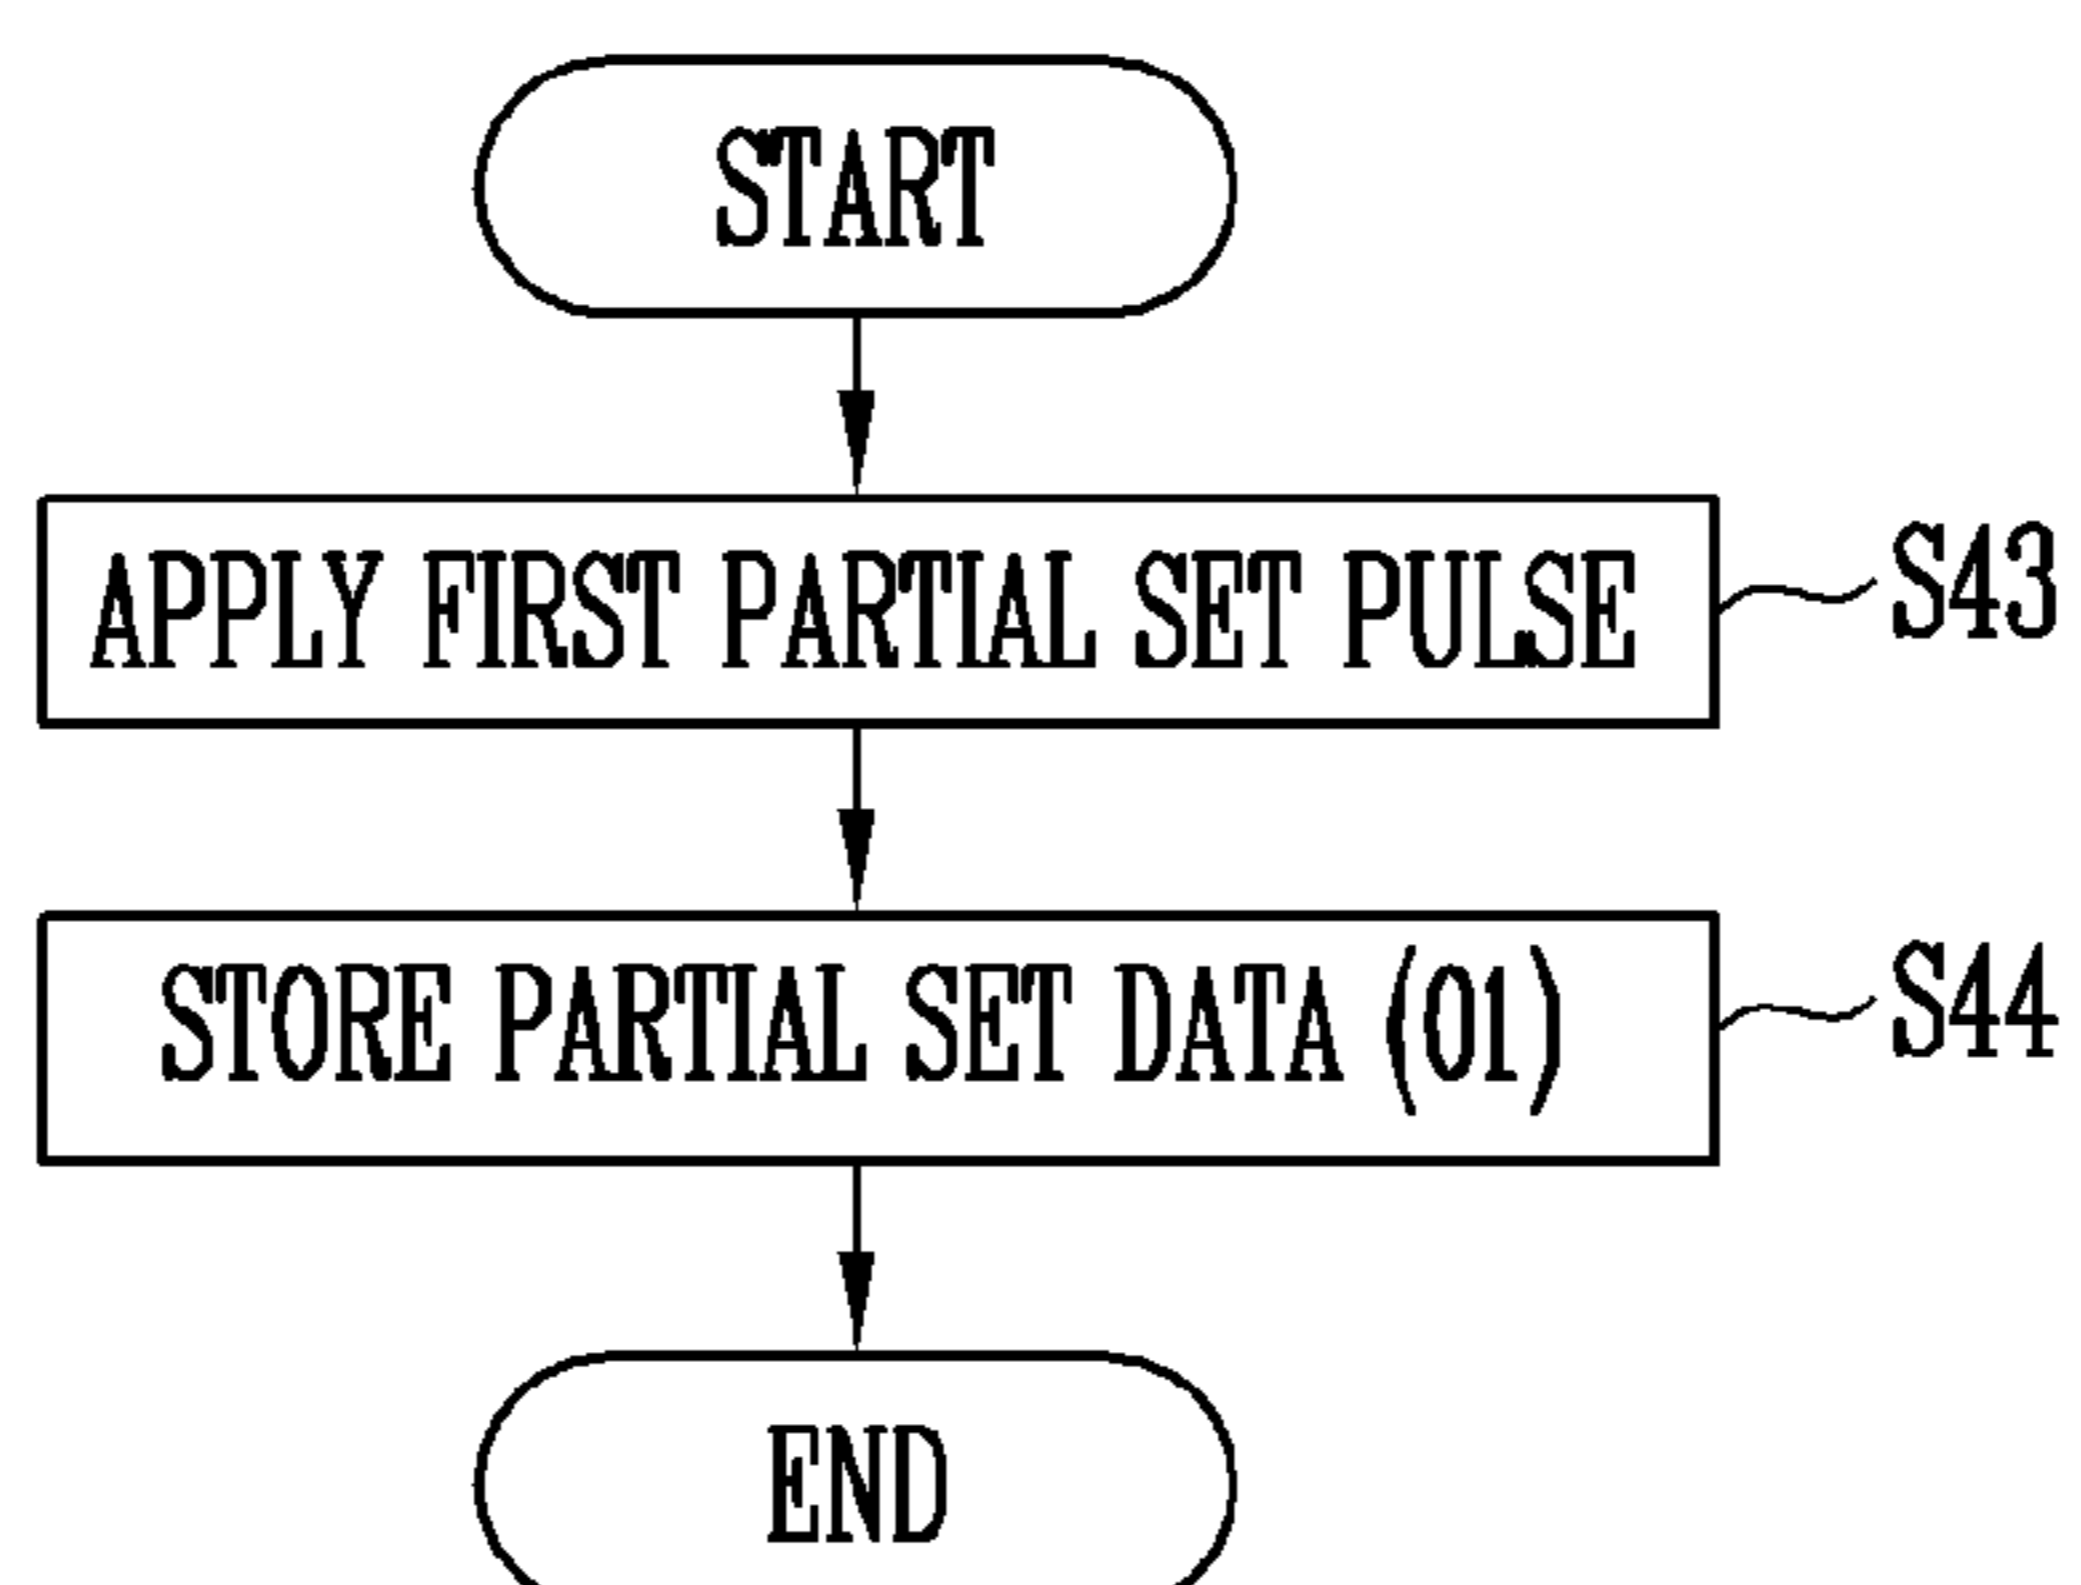 START
APPLY FIRST PARTIAL SET PULSE
S43
STORE PARTIAL SET DATA (01)
S44
END